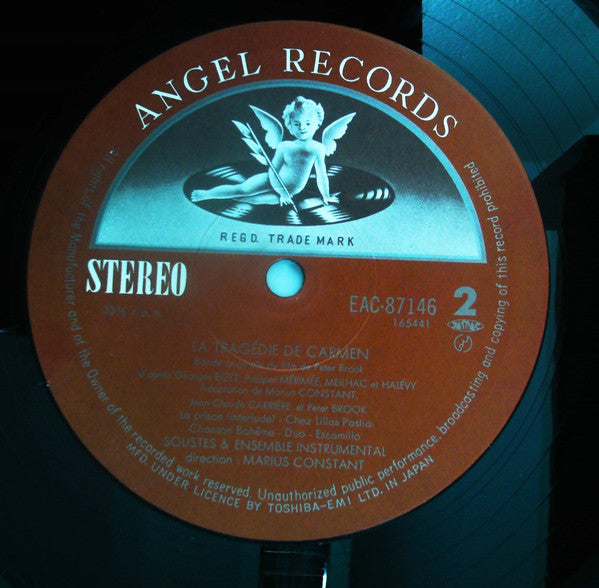 ANGEL RECORDS
REGD. TRADE MARK
STEREO
33⅓ r.p.m.
EAC-87146
165441
2
LA TRAGÉDIE DE CARMEN
Bande originale du film de Peter Brook
d'après Georges BIZET, Prosper MÉRIMÉE, MEILHAC et HALÉVY
Adaptation de Marius CONSTANT,
Jean-Claude CARRIÈRE et Peter BROOK
La prison (interlude) - Chez Lillas Pastia:
Chanson Bohême - Duo - Escamillo
SOLISTES & ENSEMBLE INSTRUMENTAL
direction : MARIUS CONSTANT
All rights of the Manufacturer and of the Owner of the recorded work reserved. Unauthorized public performance, broadcasting and copying of this record prohibited
MFD. UNDER LICENCE BY TOSHIBA-EMI LTD. IN JAPAN